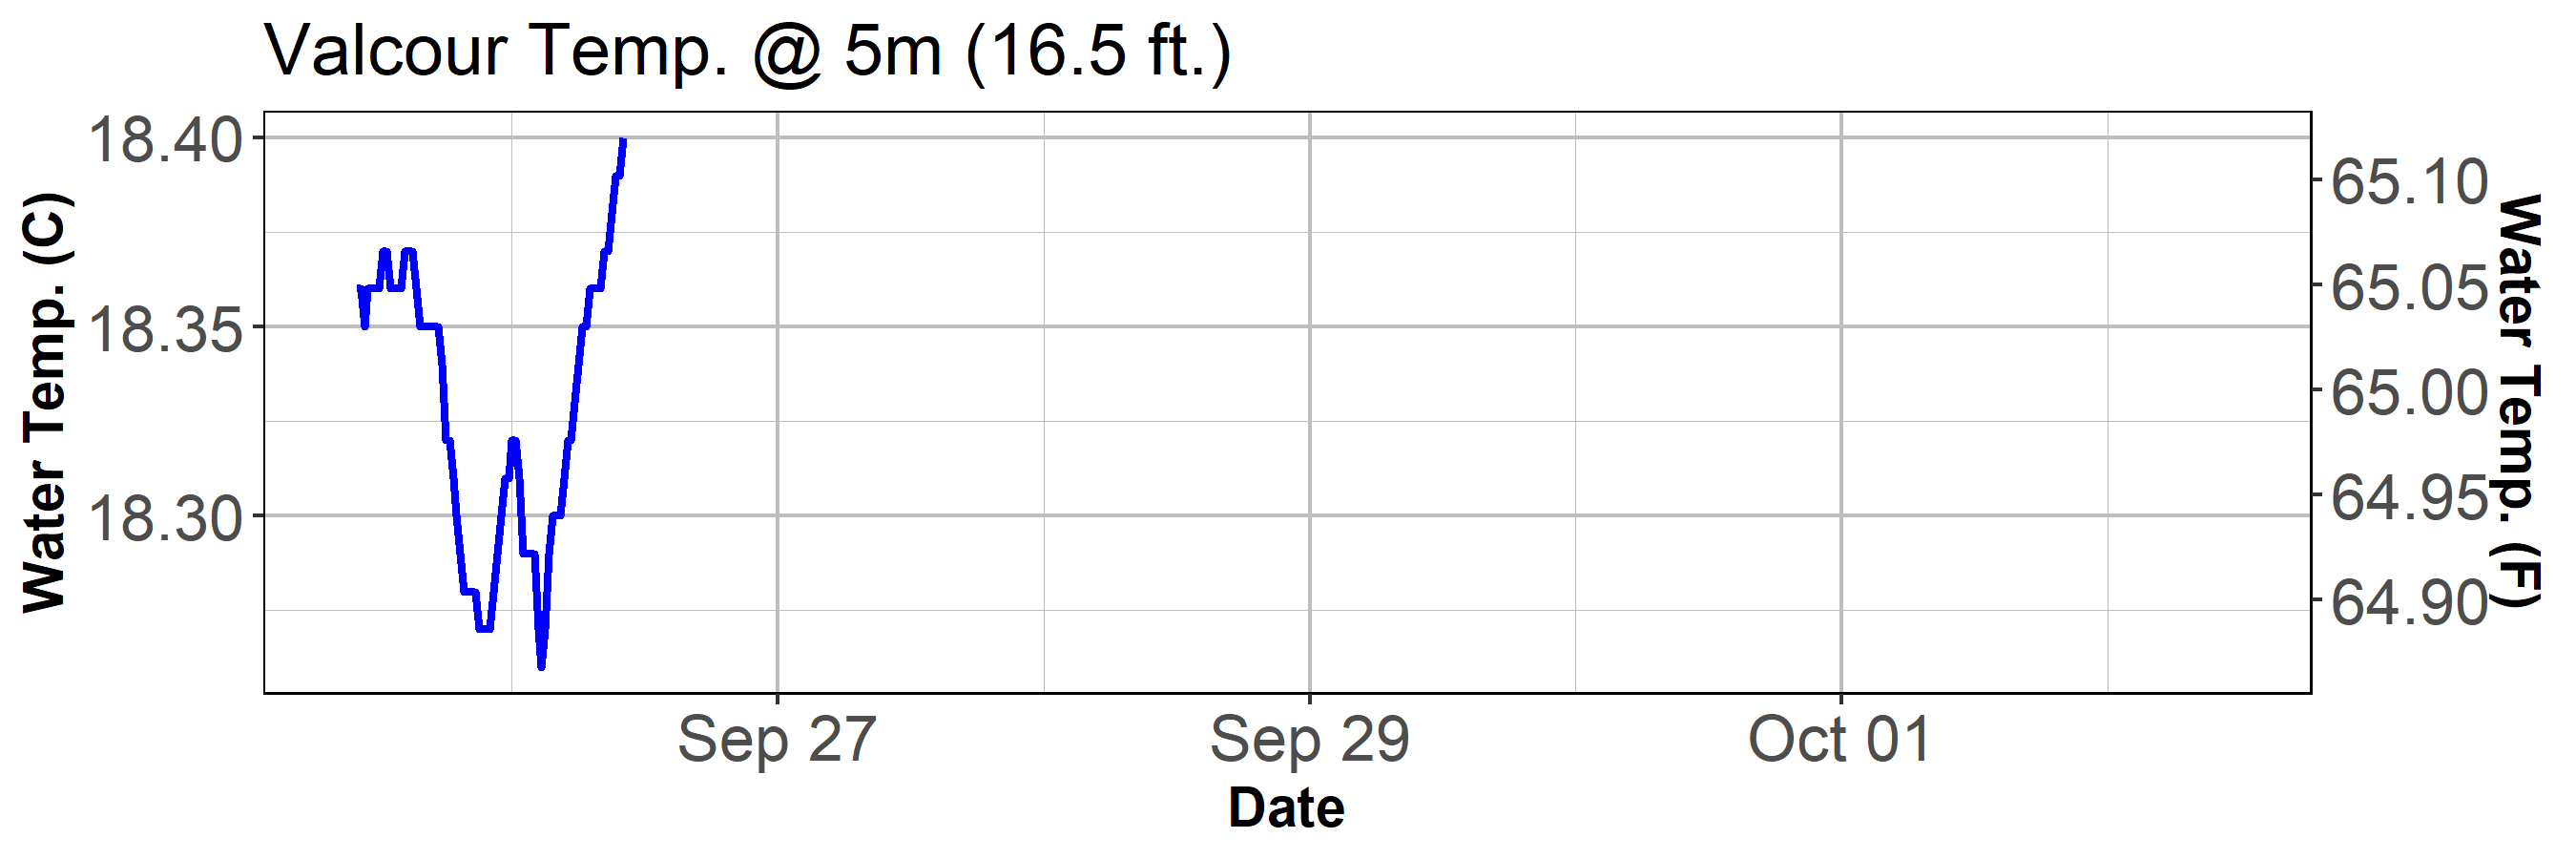 Valcour Temp. @ 5m (16.5 ft.)
Water Temp. (C)
18.40
18.35
18.30
65.10
65.05
65.00
64.95
64.90
Water Temp. (F)
Sep 27
Sep 29
Oct 01
Date